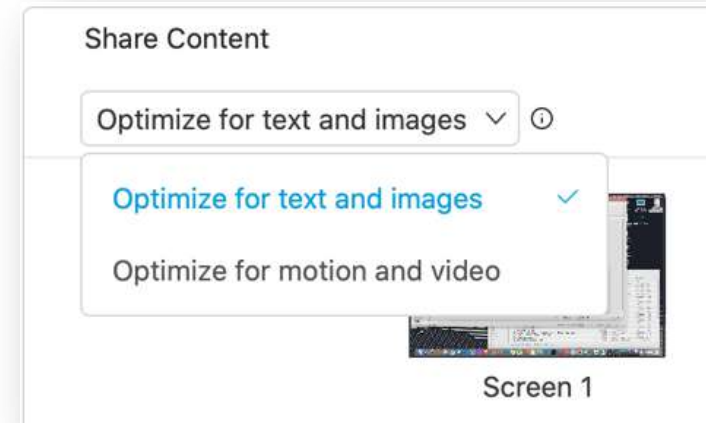 Share Content
Optimize for text and images
Optimize for text and images
Optimize for motion and video
Screen 1